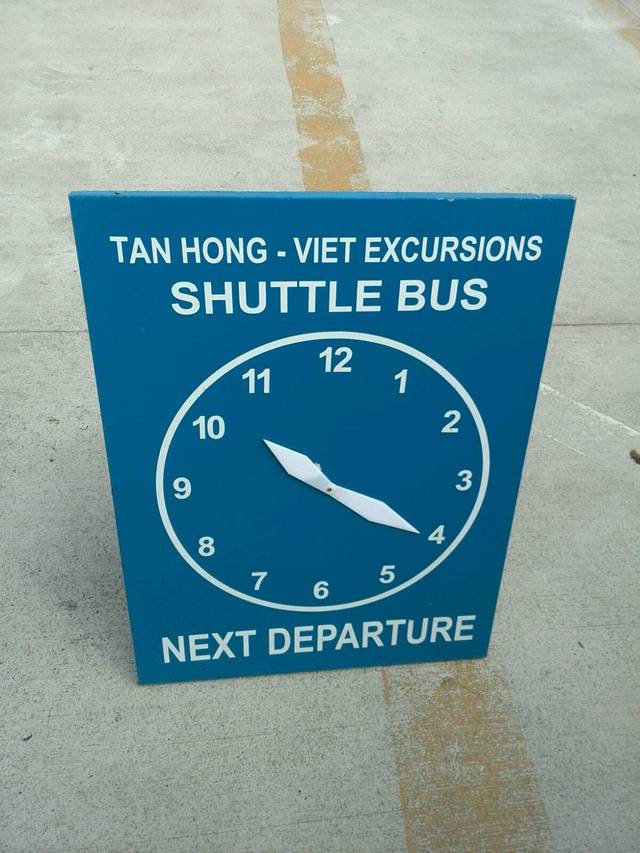 TAN HONG - VIET EXCURSIONS
SHUTTLE BUS
12
11 1
10 2
9 3
8 4
7 5
6
NEXT DEPARTURE